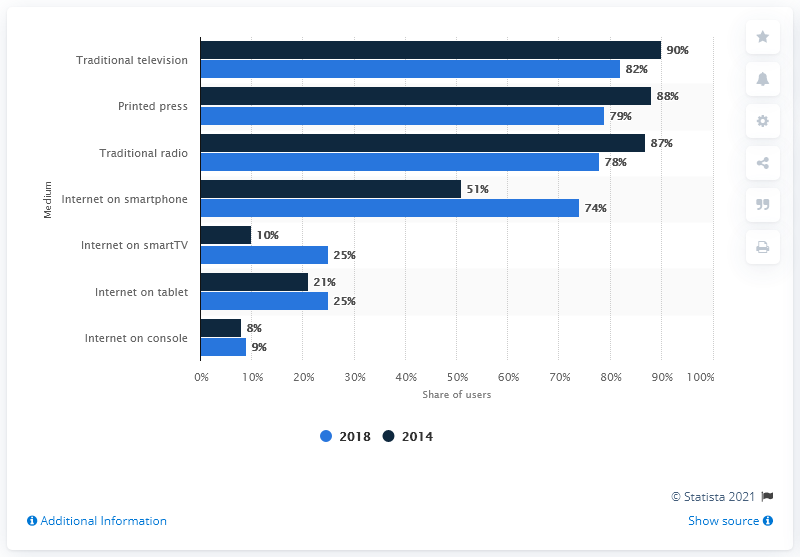 Traditional television 90%
82%
Printed press 88%
79%
Traditional radio 87%
78%
Internet on smartphone 51%
74%
Internet on smartTV 10%
25%
Internet on tablet 21%
25%
Internet on console 8%
9%
Medium
0% 10% 20% 30% 40% 50% 60% 70% 80% 90% 100%
Share of users
2018 2014
© Statista 2021
Additional Information Show source